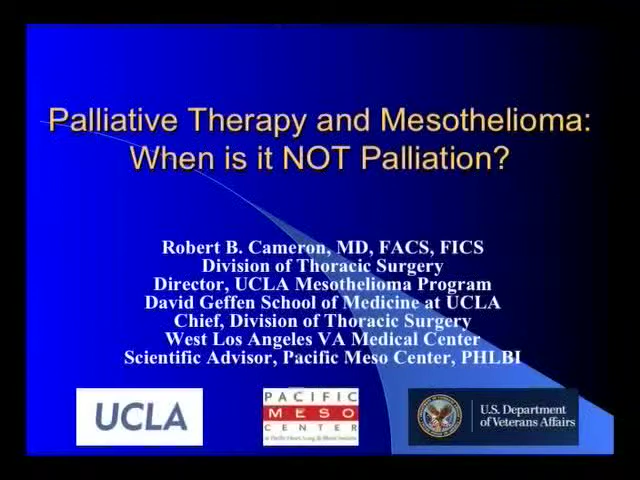 Palliative Therapy and Mesothelioma:
When is it NOT Palliation?
Robert B. Cameron, MD, FACS, FICS
Division of Thoracic Surgery
Director, UCLA Mesothelioma Program
David Geffen School of Medicine at UCLA
Chief, Division of Thoracic Surgery
West Los Angeles VA Medical Center
Scientific Advisor, Pacific Meso Center, PHLBI
UCLA
PACIFIC
MESO
CENTER
U.S. Department
of Veterans Affairs